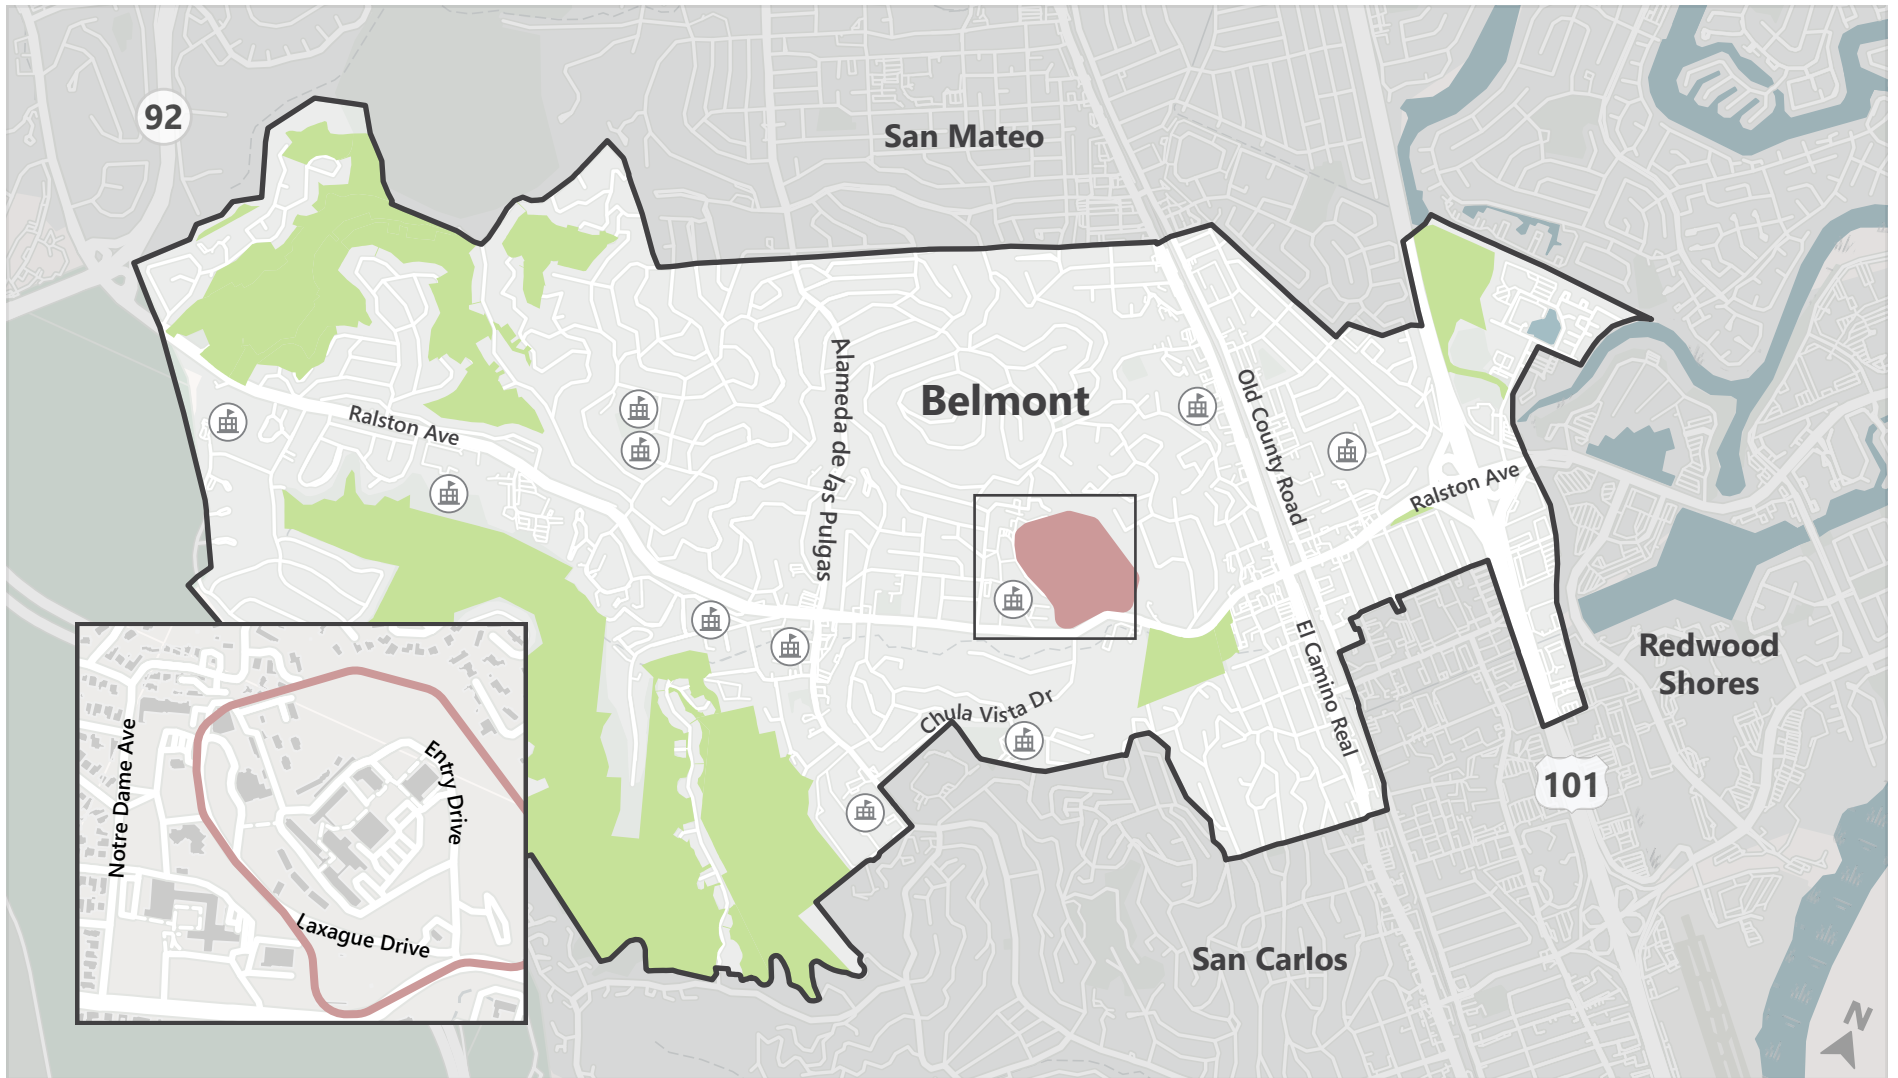 92
San Mateo
Belmont
Alameda de las Pulgas
Old County Road
Ralston Ave
Ralston Ave
El Camino Real
Redwood
Shores
Chula Vista Dr
101
Notre Dame Ave
Entry Drive
Laxague Drive
San Carlos
N